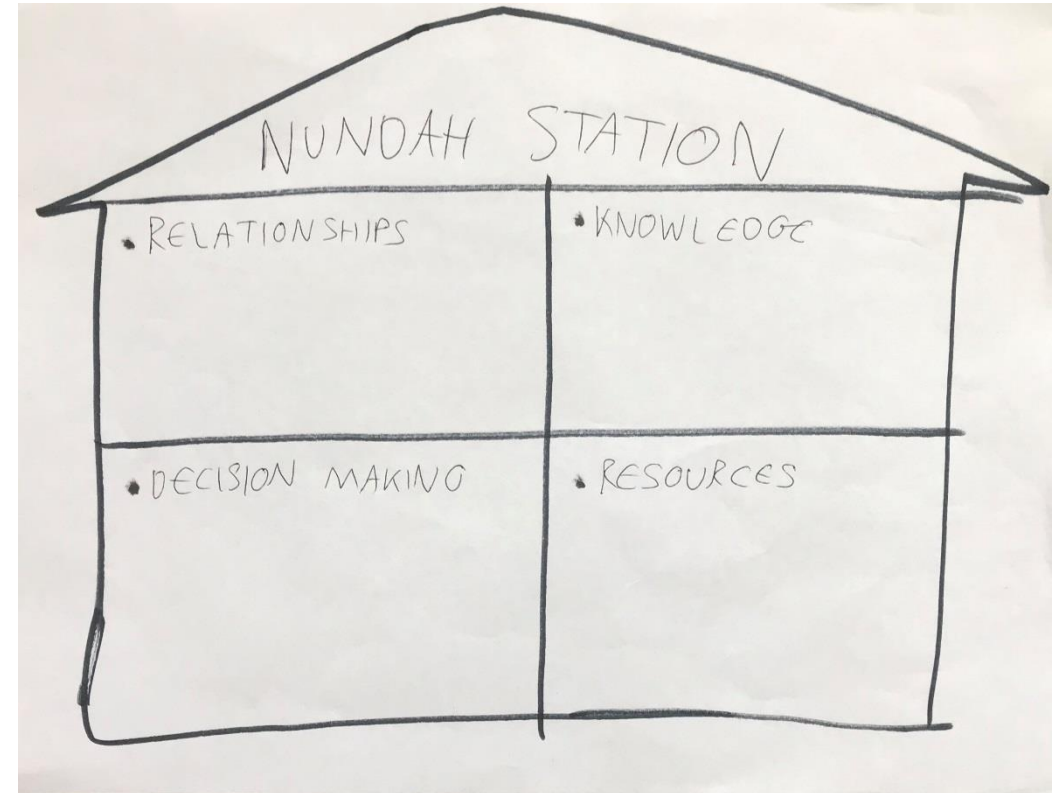 NUNDAH STATION
• RELATIONSHIPS
• KNOWLEDGE
• DECISION MAKING
• RESOURCES